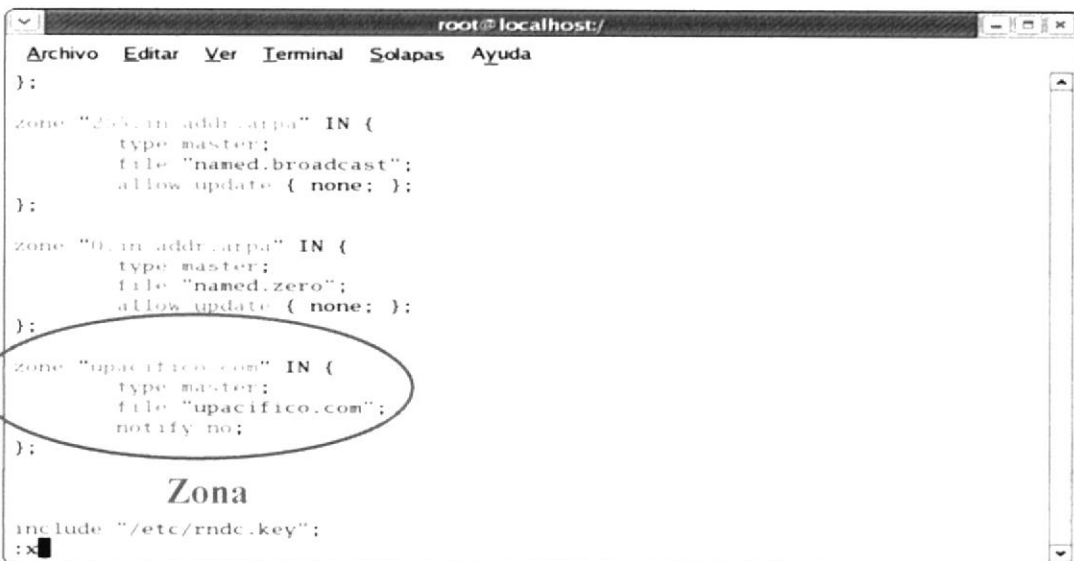 root@localhost:/
Archivo Editar Ver Terminal Solapas Ayuda
};
zone "255.in-addr.arpa" IN {
type master;
file "named.broadcast";
allow-update { none; };
};
zone "0.in-addr.arpa" IN {
type master;
file "named.zero";
allow-update { none; };
};
zone "upacifico.com" IN {
type master;
file "upacifico.com";
notify no;
};
Zona
include "/etc/rndc.key";
:x